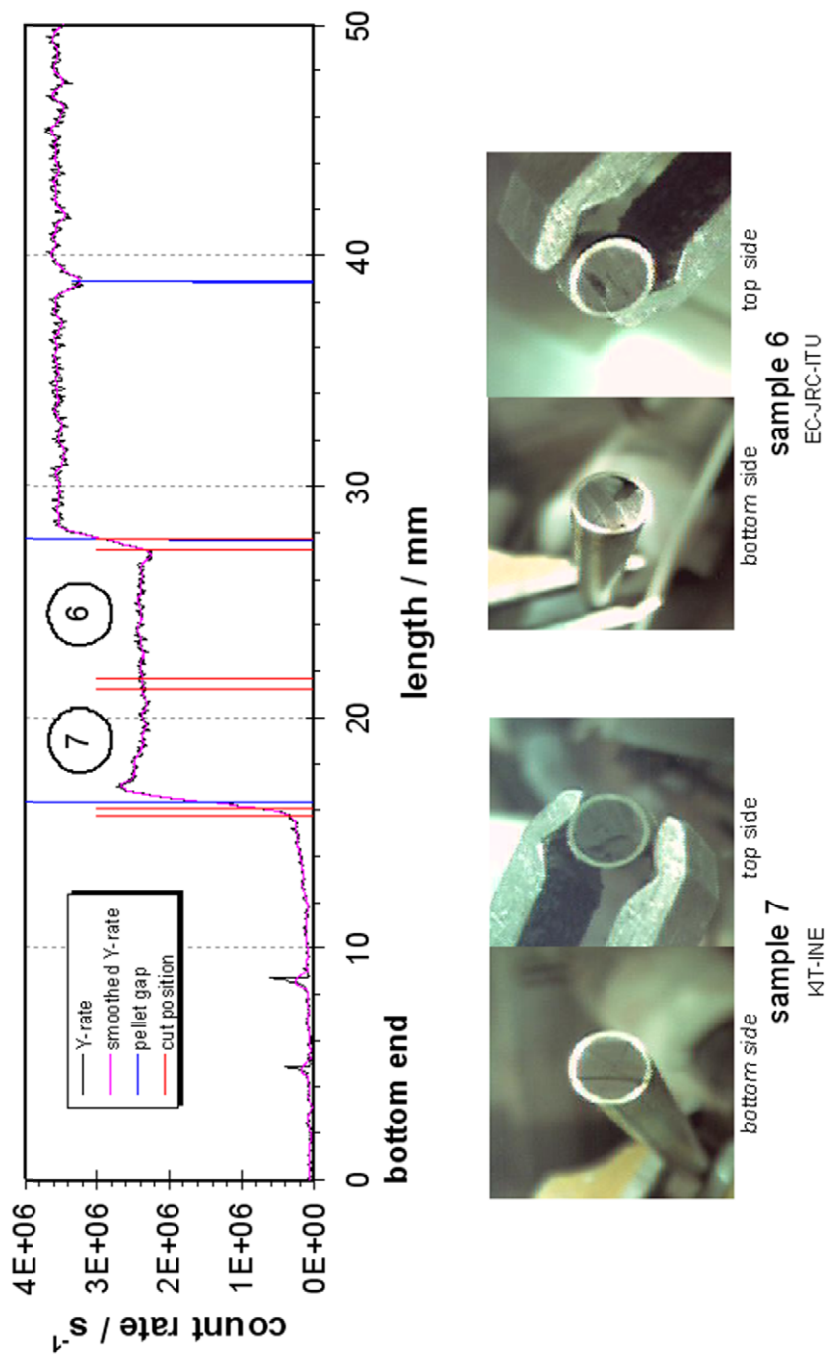 count rate / s⁻¹
4E+06
3E+06
2E+06
1E+06
0E+00
Y-rate
smoothed Y-rate
pellet gap
cut position
7
6
0
10
20
30
40
50
bottom end
length / mm
bottom side
top side
bottom side
top side
sample 7
sample 6
KIT-INE
EC-JRC-ITU